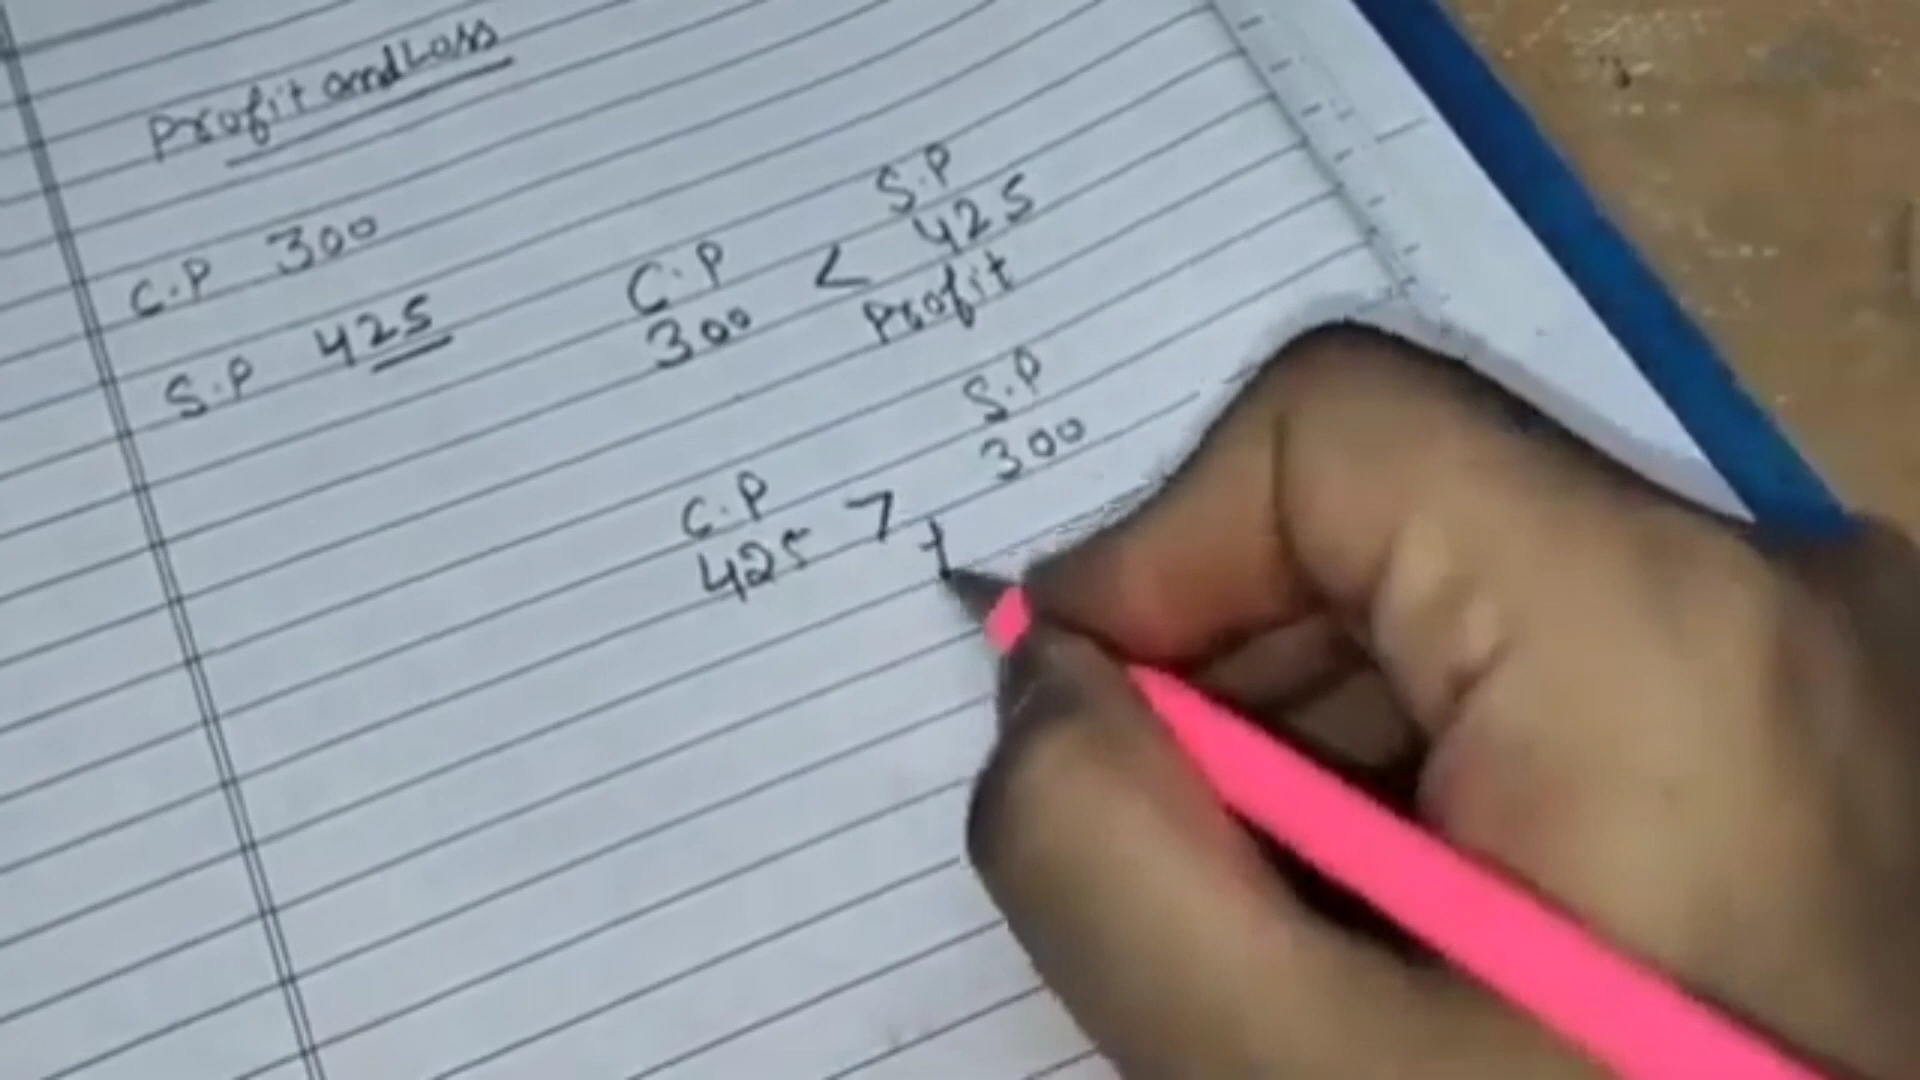 Profit and Loss
C.P 300
S.P 425
C.P < S.P
300 425
Profit
C.P > S.P
425 300